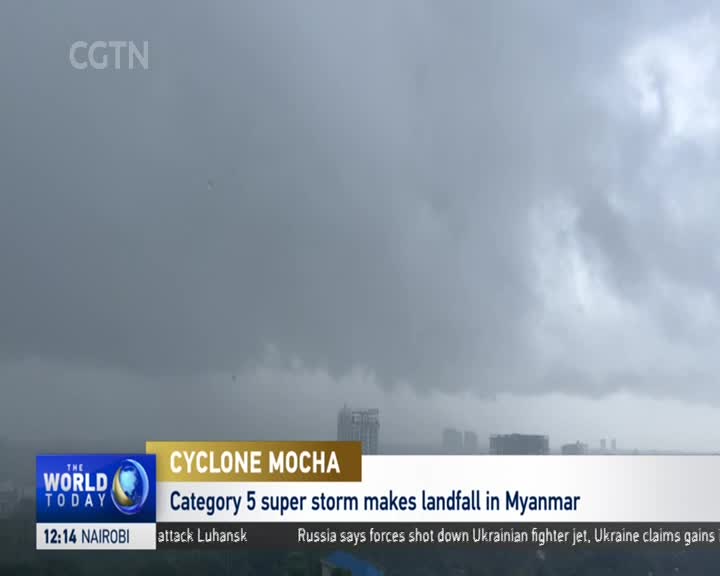 CGTN
CYCLONE MOCHA
THE
WORLD
TODAY
Category 5 super storm makes landfall in Myanmar
12:14 NAIROBI
attack Luhansk Russia says forces shot down Ukrainian fighter jet, Ukraine claims gains